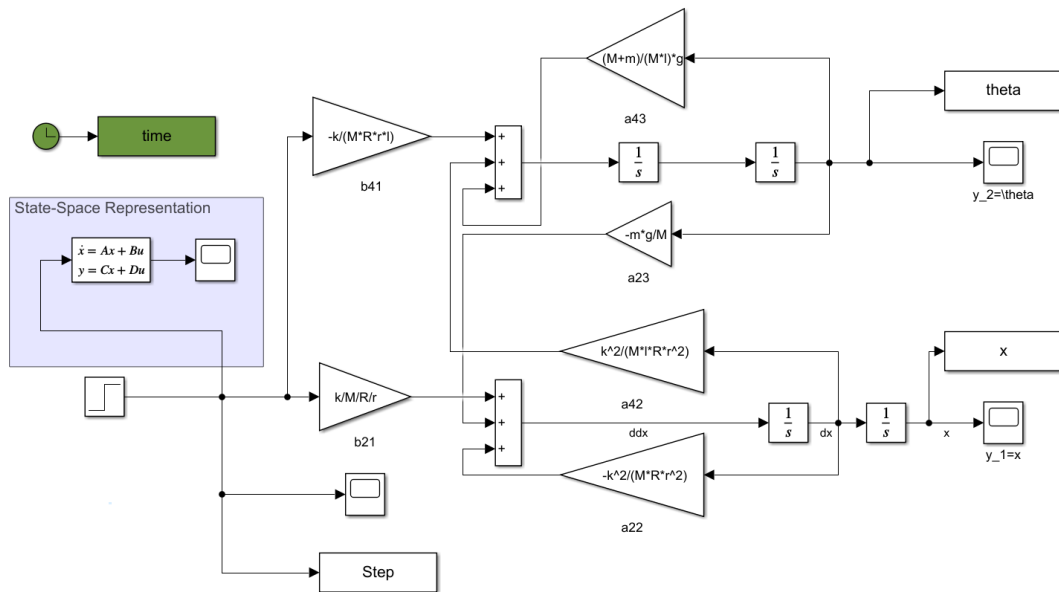 (M+m)/(M*l)*g
a43
theta
time
-k/(M*R*r*l)
b41
+
+
+
1
s
1
s
y_2=\theta
State-Space Representation
ẋ = Ax + Bu
y = Cx + Du
-m*g/M
a23
k^2/(M*l*R*r^2)
a42
x
k/M/R/r
b21
+
+
+
ddx
1
s
dx
1
s
x
y_1=x
-k^2/(M*R*r^2)
a22
Step